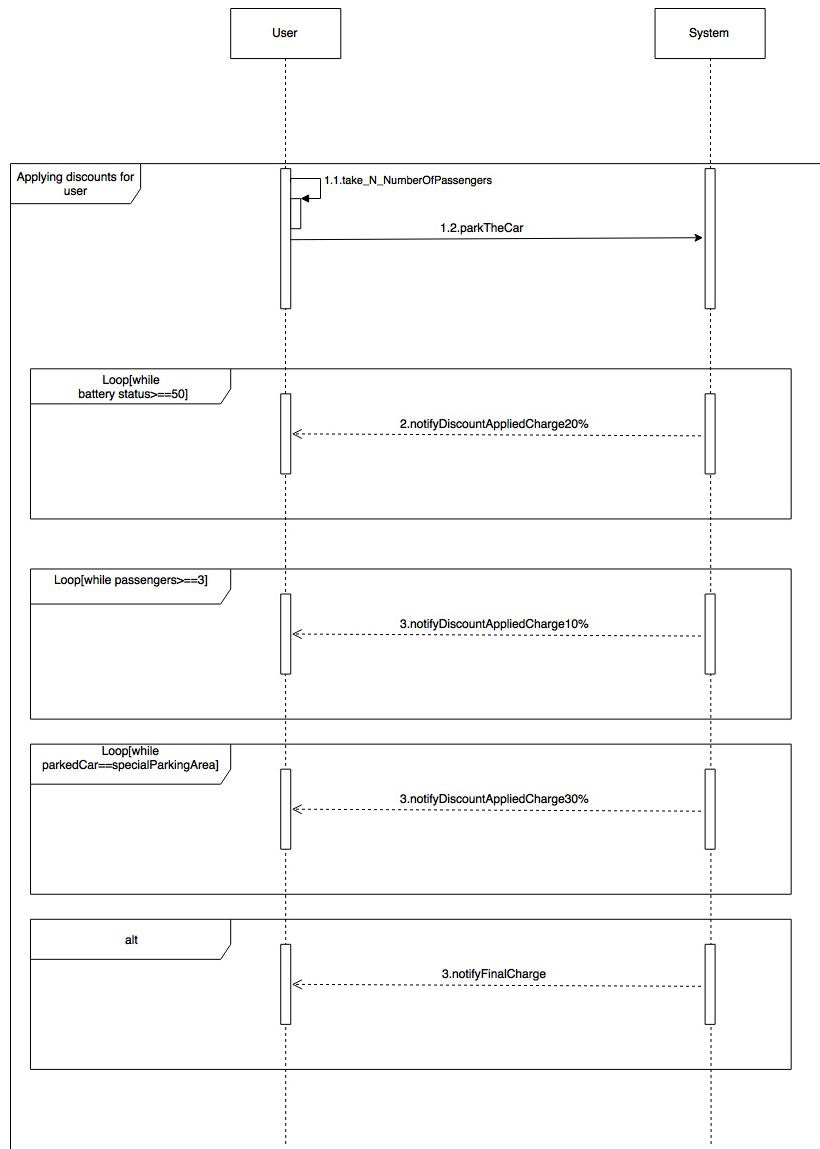 User
System
Applying discounts for
user
1.1.take_N_NumberOfPassengers
1.2.parkTheCar
Loop[while
battery status>==50]
2.notifyDiscountAppliedCharge20%
Loop[while passengers>==3]
3.notifyDiscountAppliedCharge10%
Loop[while
parkedCar==specialParkingArea]
3.notifyDiscountAppliedCharge30%
alt
3.notifyFinalCharge